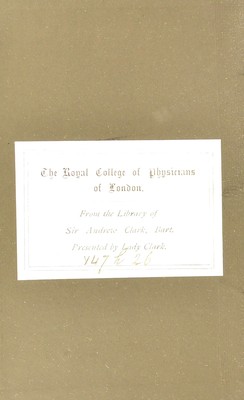 The Royal College of Physicians
of London.
From the Library of
Sir Andrew Clark, Bart.
Presented by Lady Clark.